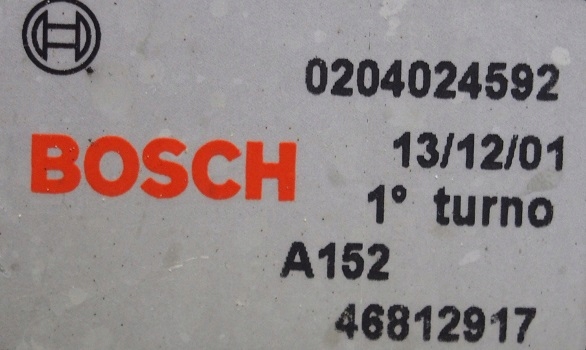 0204024592
BOSCH
13/12/01
1° turno
A152
46812917